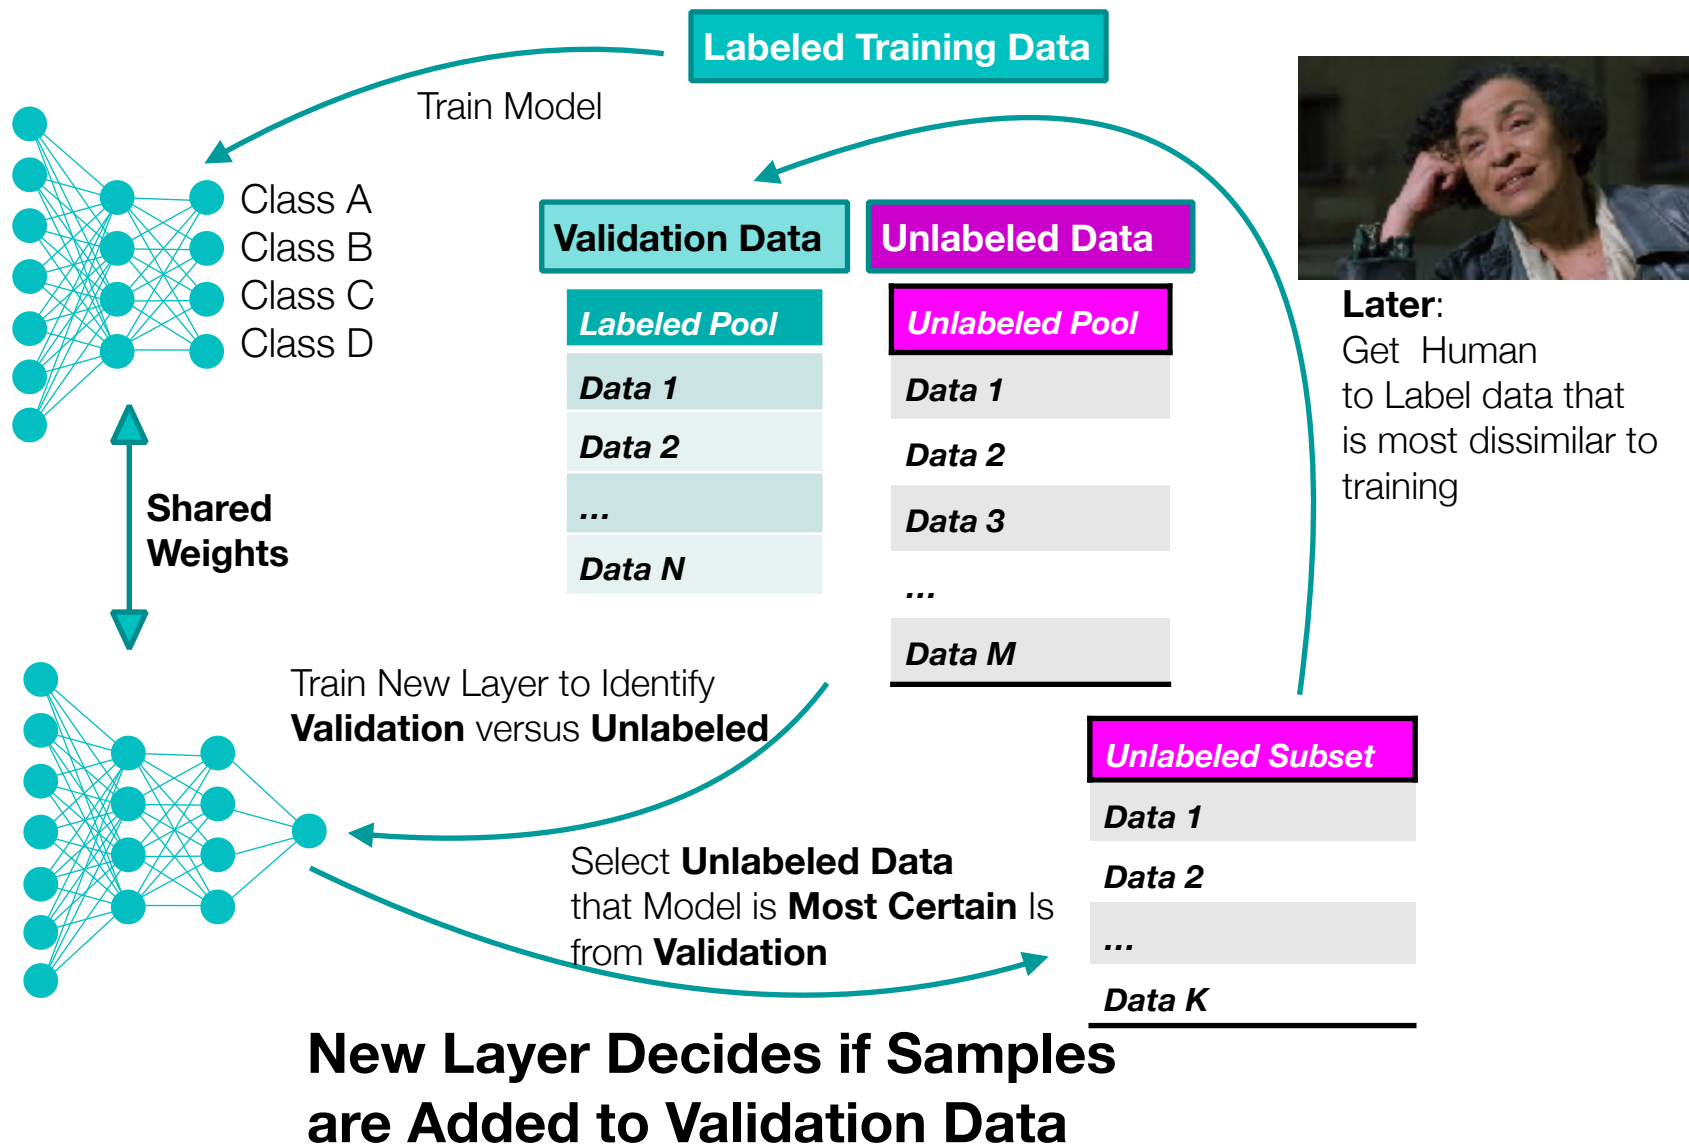 Labeled Training Data
Train Model
Class A
Class B
Class C
Class D
Validation Data
Unlabeled Data
Labeled Pool
Data 1
Data 2
...
Data N
Unlabeled Pool
Data 1
Data 2
Data 3
...
Data M
Later:
Get Human
to Label data that
is most dissimilar to
training
Shared
Weights
Train New Layer to Identify
Validation versus Unlabeled
Unlabeled Subset
Data 1
Data 2
...
Data K
Select Unlabeled Data
that Model is Most Certain Is
from Validation
New Layer Decides if Samples
are Added to Validation Data